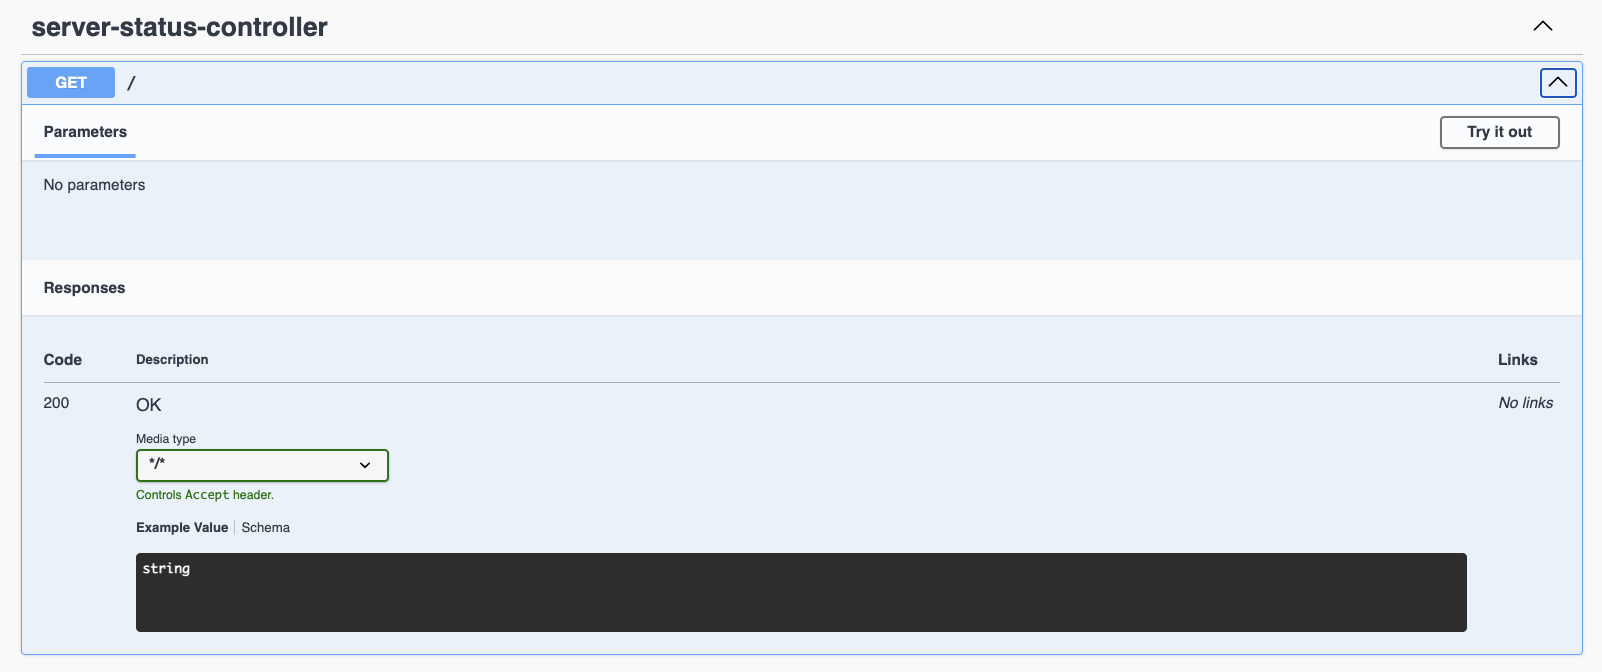 server-status-controller
GET /
Parameters
Try it out
No parameters
Responses
Code Description Links
200 OK No links
Media type
*/*
Controls Accept header.
Example Value Schema
string